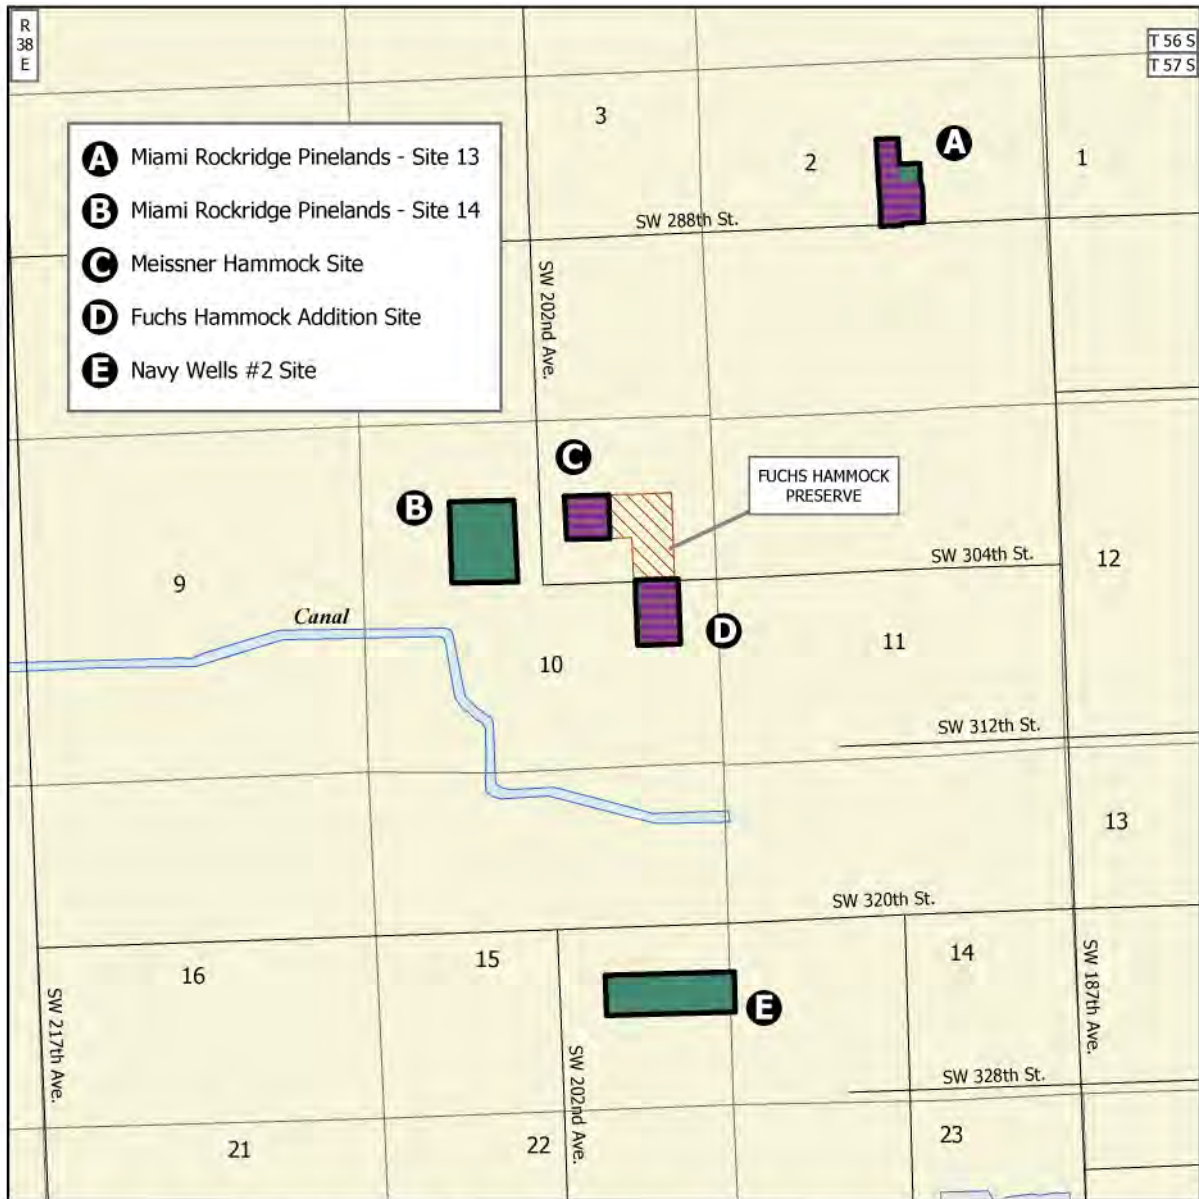 R
38
E
T 56 S
T 57 S
3
2
A
1
A Miami Rockridge Pinelands - Site 13
B Miami Rockridge Pinelands - Site 14
C Meissner Hammock Site
D Fuchs Hammock Addition Site
E Navy Wells #2 Site
SW 288th St.
SW 202nd Ave.
C
B
FUCHS HAMMOCK
PRESERVE
9
SW 304th St.
12
Canal
D
10
11
SW 312th St.
13
SW 320th St.
16
15
14
E
SW 217th Ave.
SW 187th Ave.
SW 202nd Ave.
SW 328th St.
21
22
23